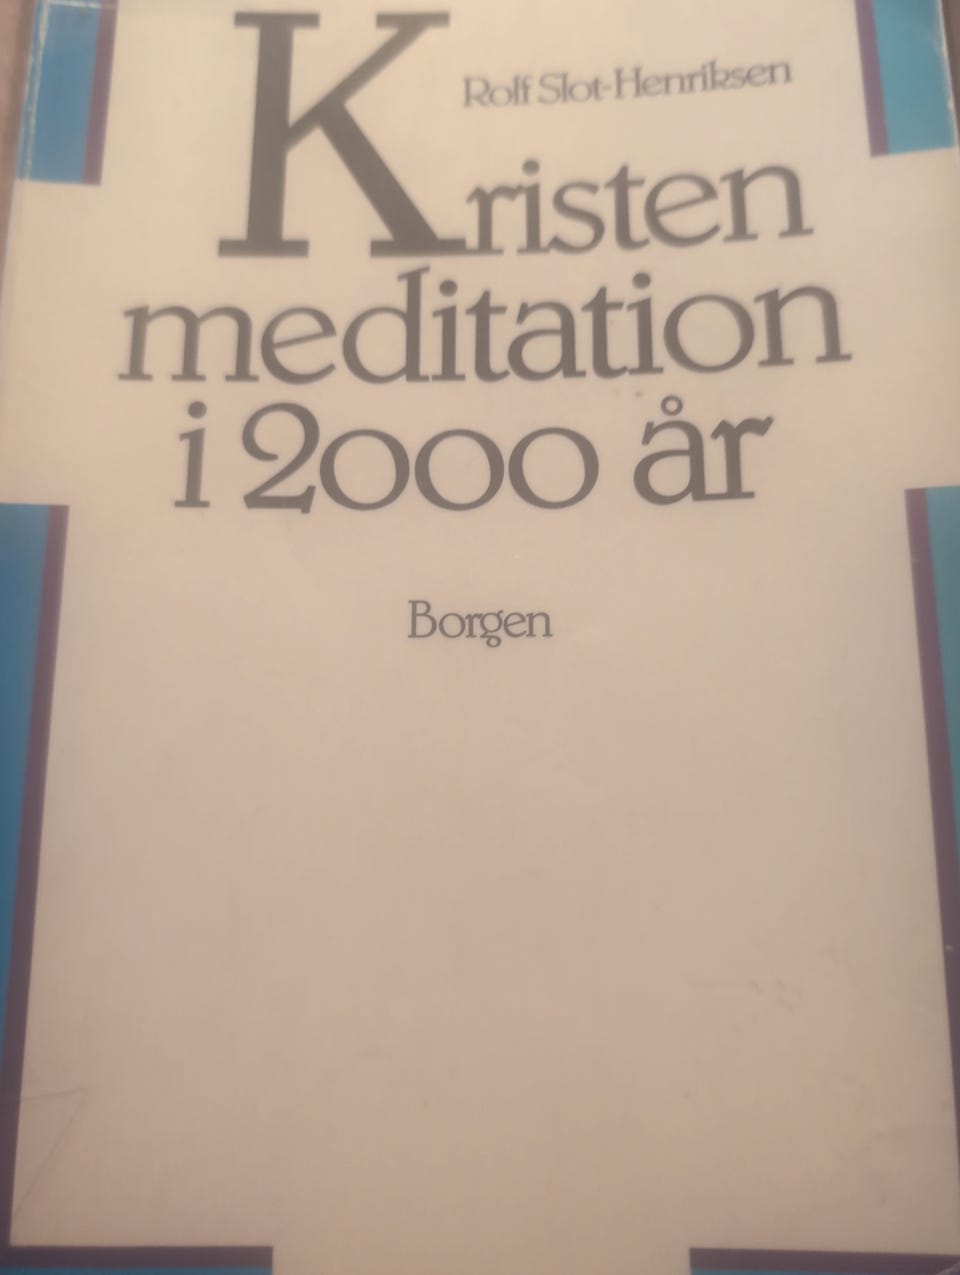 Rolf Slot-Henriksen
Kristen
meditation
i 2000 år
Borgen